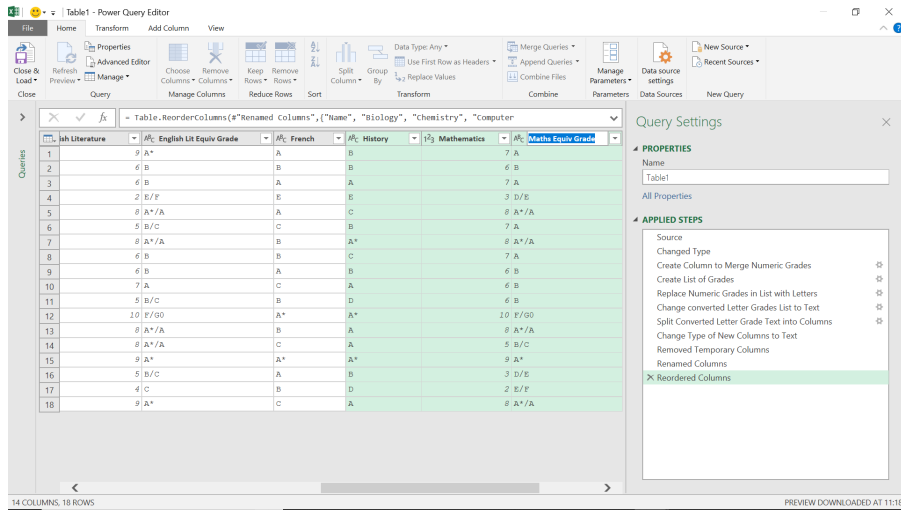 Table1 - Power Query Editor
File Home Transform Add Column View
Close & Load
Close
Refresh Preview
Properties
Advanced Editor
Manage
Query
Choose Columns
Remove Columns
Manage Columns
Keep Rows
Remove Rows
Reduce Rows
Sort
Split Column
Group By
Data Type: Any
Use First Row as Headers
Replace Values
Transform
Merge Queries
Append Queries
Combine Files
Combine
Manage Parameters
Parameters
Data source settings
Data Sources
New Source
Recent Sources
New Query
fx = Table.ReorderColumns(#"Renamed Columns",{"Name", "Biology", "Chemistry", "Computer
Queries
ish Literature ABC English Lit Equiv Grade ABC French ABC History 123 Mathematics ABC Maths Equiv Grade
1 9 A* A B 7 A
2 6 B B B 6 B
3 6 B A A 7 A
4 2 E/F E E 3 D/E
5 8 A*/A A C 8 A*/A
6 5 B/C C B 7 A
7 8 A*/A B A* 8 A*/A
8 6 B B C 7 A
9 6 B A B 6 B
10 7 A C A 6 B
11 5 B/C B D 6 B
12 10 F/G0 A* A* 10 F/G0
13 8 A*/A B A 8 A*/A
14 8 A*/A C A 5 B/C
15 9 A* A* A* 9 A*
16 5 B/C A B 3 D/E
17 4 C B D 2 E/F
18 9 A* C A 8 A*/A
Query Settings
PROPERTIES
Name
Table1
All Properties
APPLIED STEPS
Source
Changed Type
Create Column to Merge Numeric Grades
Create List of Grades
Replace Numeric Grades in List with Letters
Change converted Letter Grades List to Text
Split Converted Letter Grade Text into Columns
Change Type of New Columns to Text
Removed Temporary Columns
Renamed Columns
Reordered Columns
14 COLUMNS, 18 ROWS
PREVIEW DOWNLOADED AT 11:18